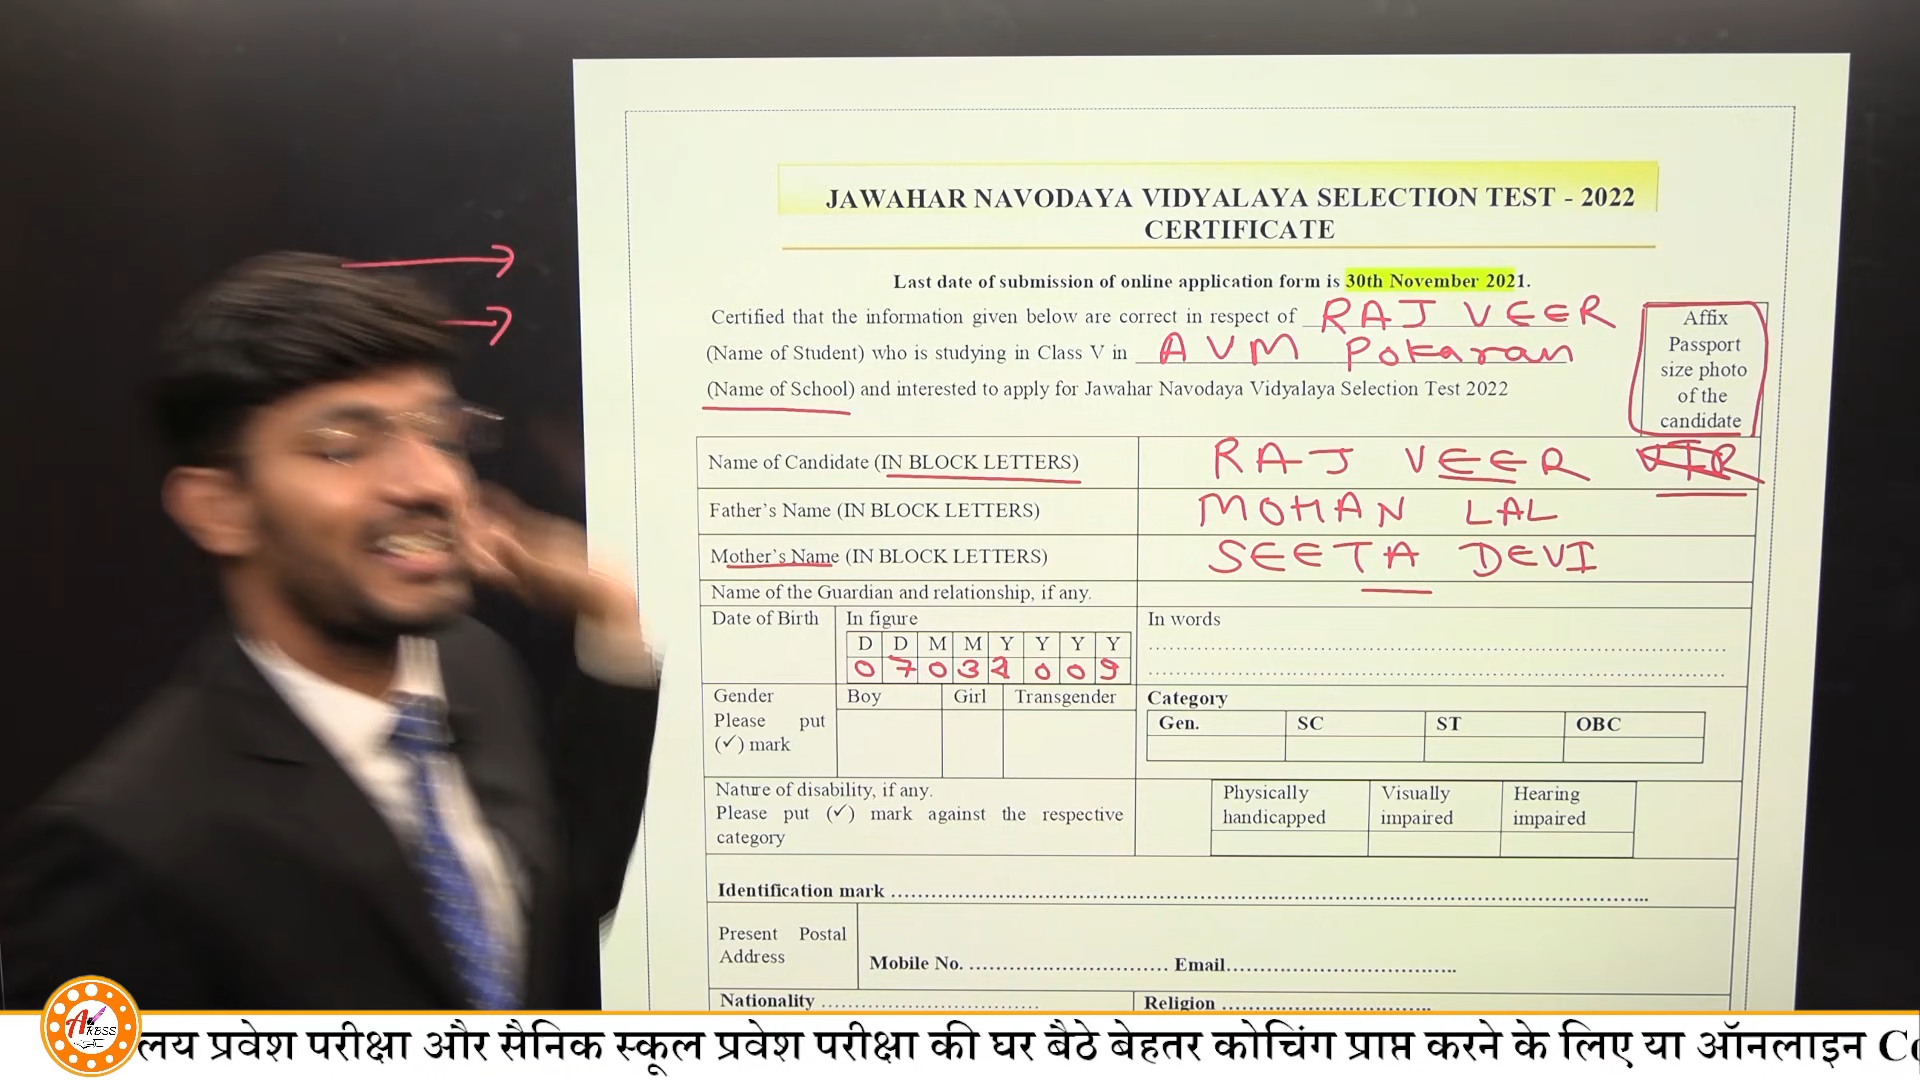 JAWAHAR NAVODAYA VIDYALAYA SELECTION TEST - 2022
CERTIFICATE
Last date of submission of online application form is 30th November 2021.
Certified that the information given below are correct in respect of RAJ VEER
(Name of Student) who is studying in Class V in AVM Pokaran
(Name of School) and interested to apply for Jawahar Navodaya Vidyalaya Selection Test 2022
Affix
Passport
size photo
of the
candidate
Name of Candidate (IN BLOCK LETTERS) RAJ VEER
Father's Name (IN BLOCK LETTERS) MOHAN LAL
Mother's Name (IN BLOCK LETTERS) SEETA DEVI
Name of the Guardian and relationship, if any.
Date of Birth In figure In words
D D M M Y Y Y Y
0 7 0 3 2 0 0 9
Gender Boy Girl Transgender Category
Please put
(✓) mark
Gen. SC ST OBC
Nature of disability, if any.
Please put (✓) mark against the respective
category
Physically
handicapped
Visually
impaired
Hearing
impaired
Identification mark ................................
Present Postal
Address
Mobile No. ................................ Email................................
Nationality ................................ Religion ................................
AKBSS
लय प्रवेश परीक्षा और सैनिक स्कूल प्रवेश परीक्षा की घर बैठे बेहतर कोचिंग प्राप्त करने के लिए या ऑनलाइन